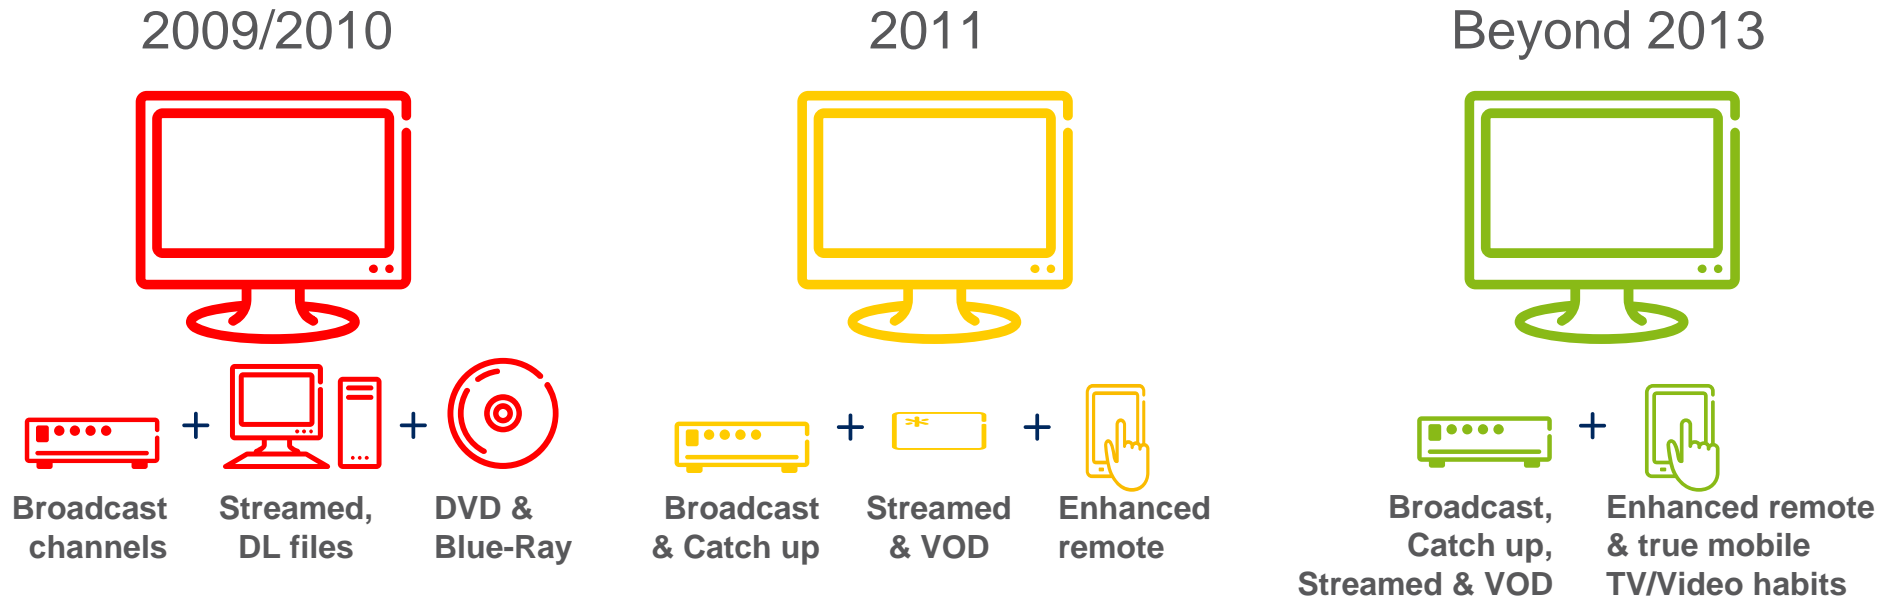 2009/2010
2011
Beyond 2013
Broadcast
channels
Streamed,
DL files
DVD &
Blue-Ray
Broadcast
& Catch up
Streamed
& VOD
Enhanced
remote
Broadcast,
Catch up,
Streamed & VOD
Enhanced remote
& true mobile
TV/Video habits